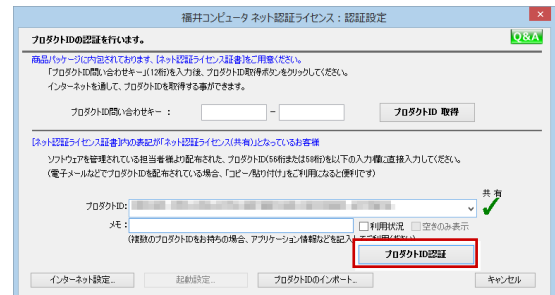 福井コンピュータ ネット認証ライセンス：認証設定
プロダクトIDの認証を行います。
Q&A
商品パッケージに内包されております、[ネット認証ライセンス証書]をご用意ください。
「プロダクトID問い合わせキー」(12桁)を入力後、プロダクトID取得ボタンをクリックしてください。
インターネットを通して、プロダクトIDを取得する事ができます。
プロダクトID問い合わせキー ：
-
プロダクトID 取得
[ネット認証ライセンス証書]内の表記が「ネット認証ライセンス(共有)」となっているお客様
ソフトウェアを管理されている担当者様より配布された、プロダクトID(56桁または58桁)を以下の入力欄に直接入力してください。
(電子メールなどでプロダクトIDを配布されている場合、「コピー/貼り付け」をご利用になると便利です)
共有
プロダクトID:
メモ:
利用状況
空きのみ表示
(複数のプロダクトIDをお持ちの場合、アプリケーション情報などを記入
プロダクトID認証
インターネット設定...
起動設定...
プロダクトIDのインポート...
キャンセル